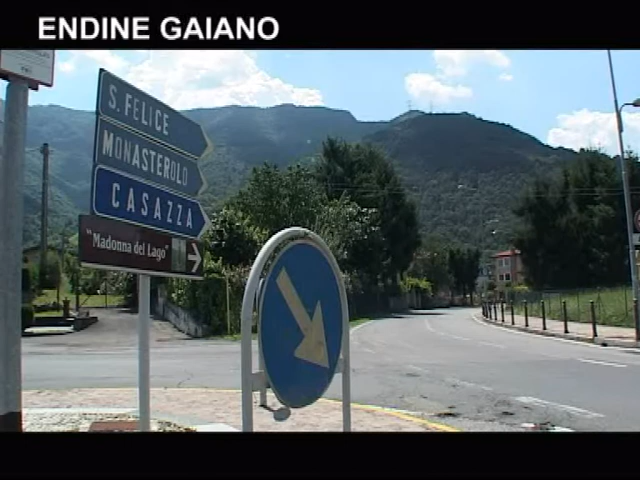 ENDINE GAIANO
S. FELICE
MONASTEROLO
CASAZZA
"Madonna del Lago"